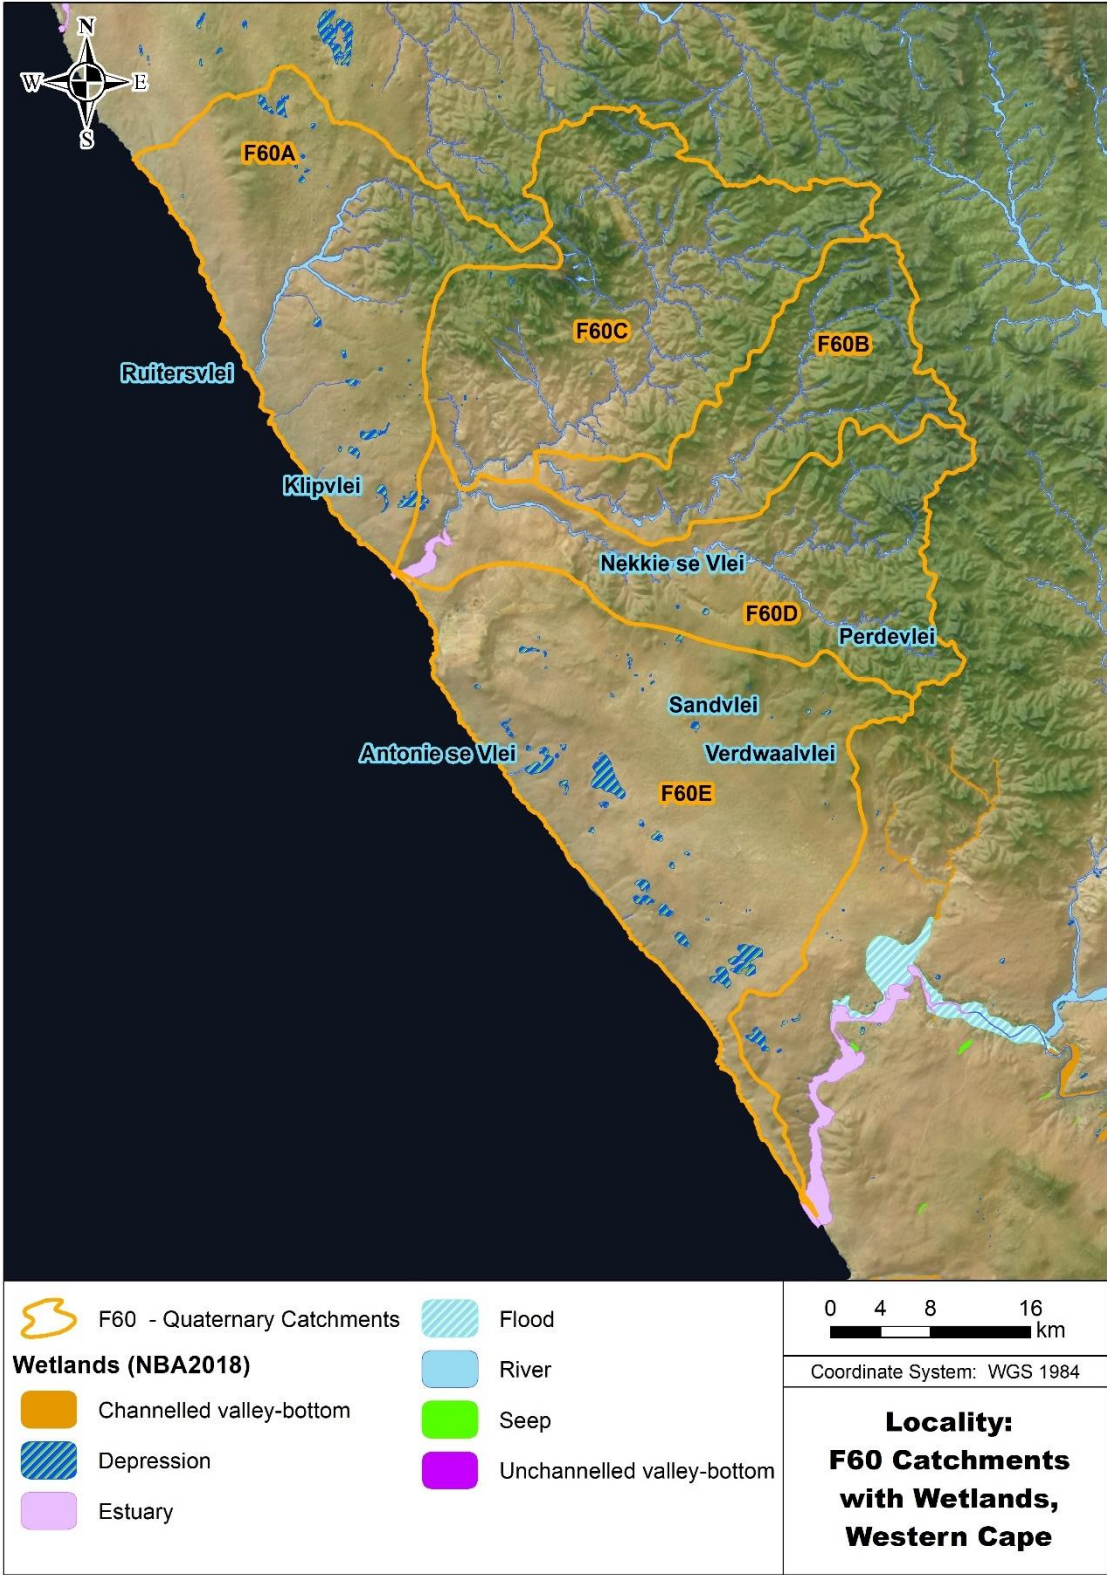 N
W
E
S
F60A
F60C
F60B
Ruitersvlei
Klipvlei
Nekkie se Vlei
F60D
Perdevlei
Sandvlei
Antonie se Vlei
Verdwaalvlei
F60E
F60 - Quaternary Catchments
Wetlands (NBA2018)
Channelled valley-bottom
Depression
Estuary
Flood
River
Seep
Unchannelled valley-bottom
0 4 8 16
km
Coordinate System: WGS 1984
Locality:
F60 Catchments
with Wetlands,
Western Cape